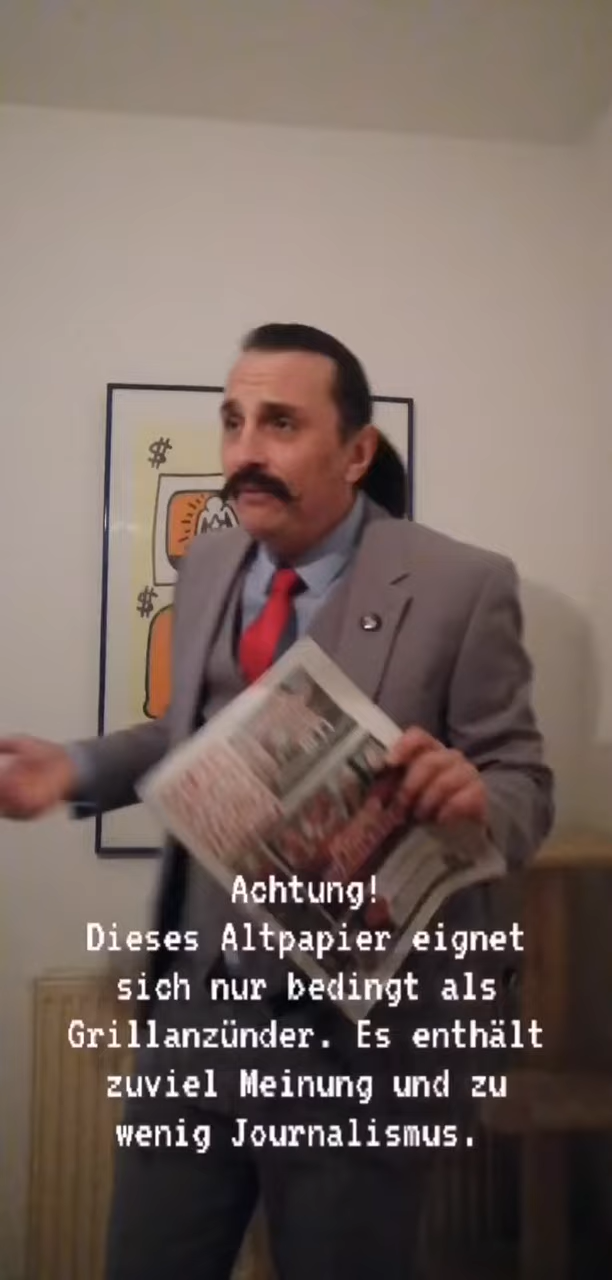 $
$
Achtung!
Dieses Altpapier eignet
sich nur bedingt als
Grillanzünder. Es enthält
zuviel Meinung und zu
wenig Journalismus.